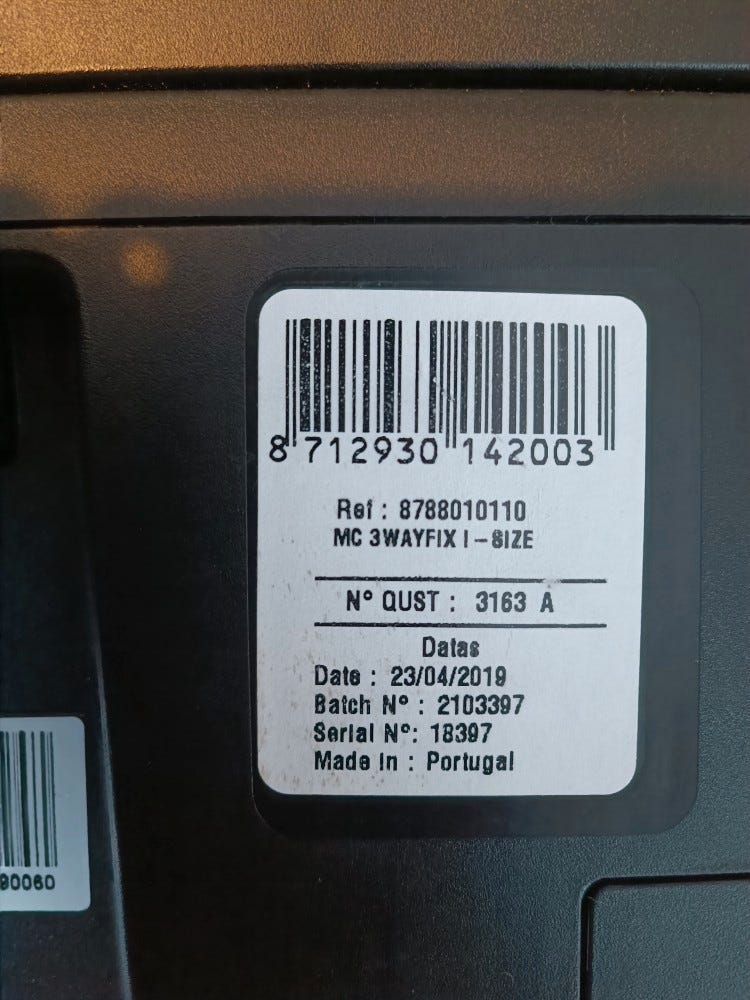 8 712930 142003
Ref : 8788010110
MC 3WAYFIX I-SIZE
N° QUST : 3163 A
Datas
Date : 23/04/2019
Batch N° : 2103397
Serial N°: 18397
Made in : Portugal
90060